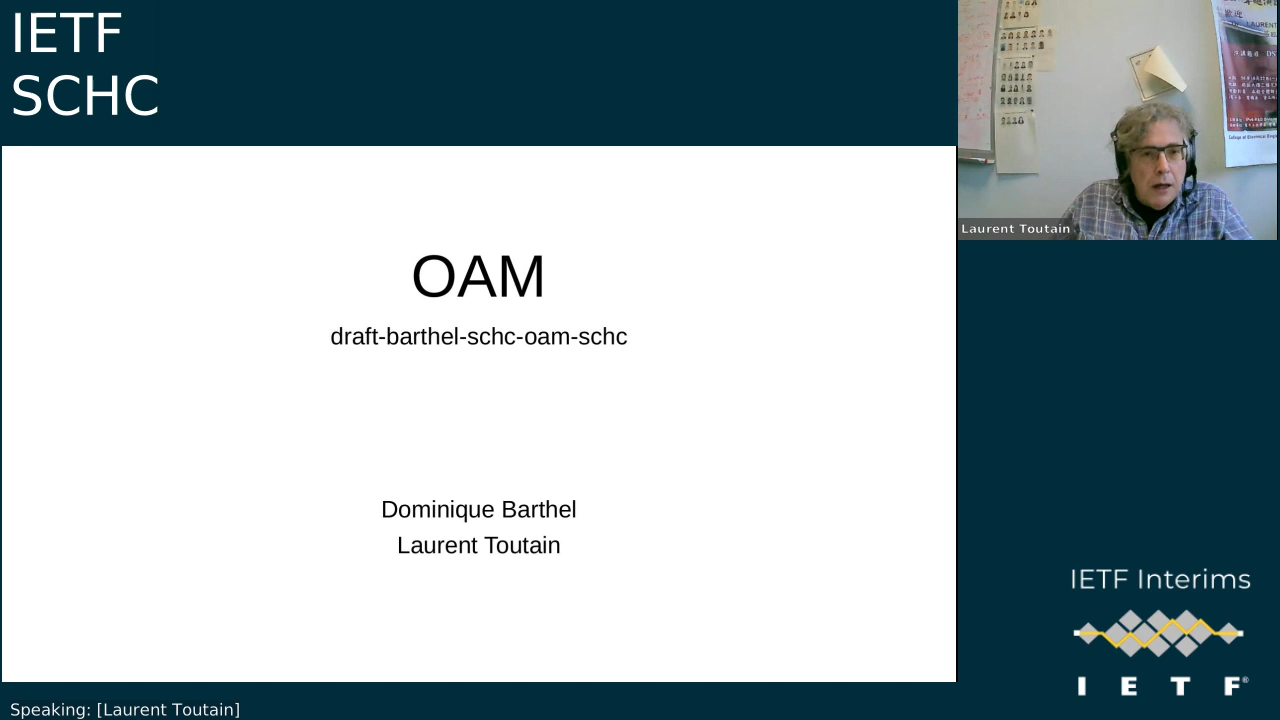 IETF
SCHC
OAM
draft-barthel-schc-oam-schc
Dominique Barthel
Laurent Toutain
Laurent Toutain
IETF Interims
I E T F®
Speaking: [Laurent Toutain]